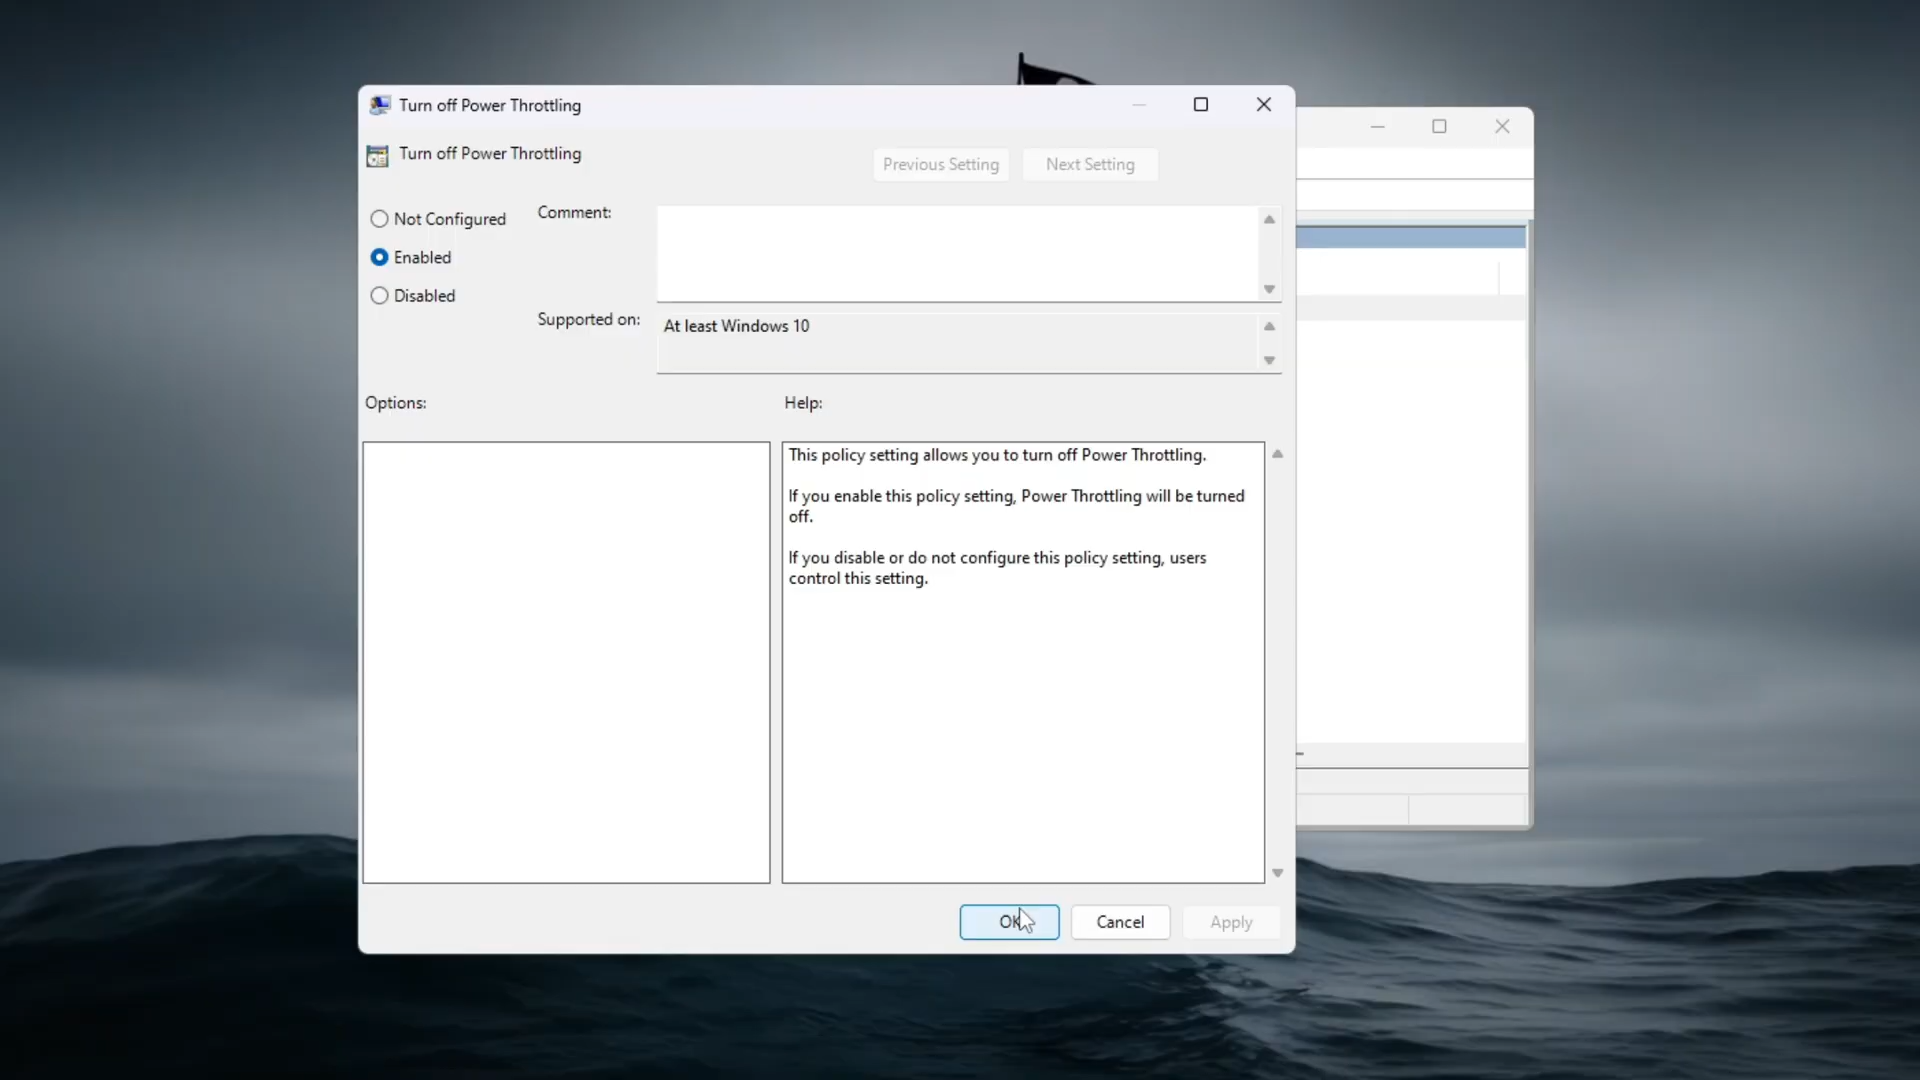 Turn off Power Throttling
Turn off Power Throttling
Previous Setting
Next Setting
Not Configured
Comment:
Enabled
Disabled
Supported on:
At least Windows 10
Options:
Help:
This policy setting allows you to turn off Power Throttling.
If you enable this policy setting, Power Throttling will be turned
off.
If you disable or do not configure this policy setting, users
control this setting.
OK
Cancel
Apply